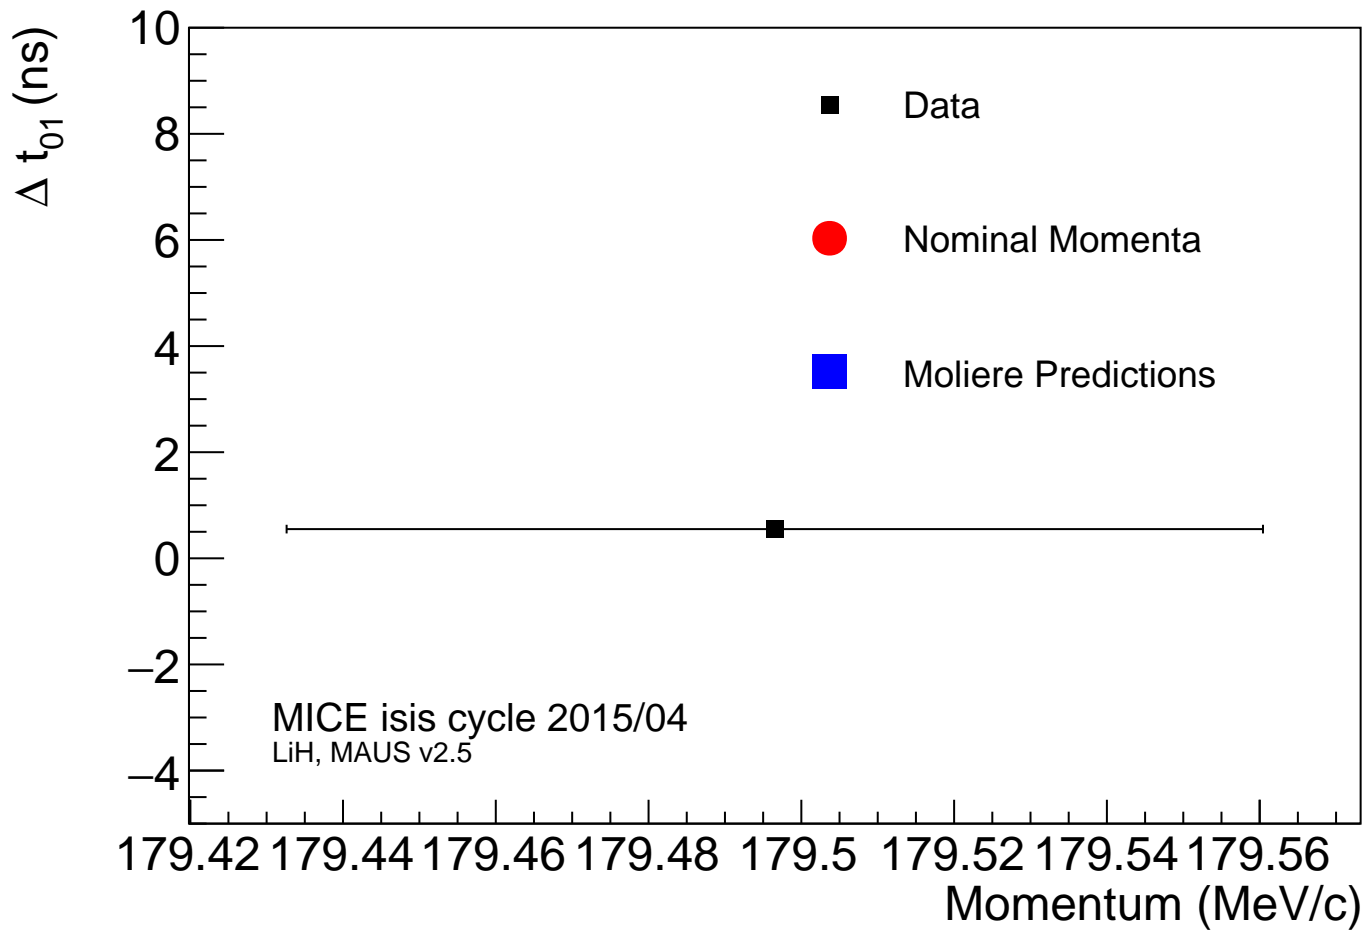 Δ t01 (ns)
10
8
6
4
2
0
−2
−4
Data
Nominal Momenta
Moliere Predictions
MICE isis cycle 2015/04
LiH, MAUS v2.5
179.42 179.44 179.46 179.48 179.5 179.52 179.54 179.56
Momentum (MeV/c)